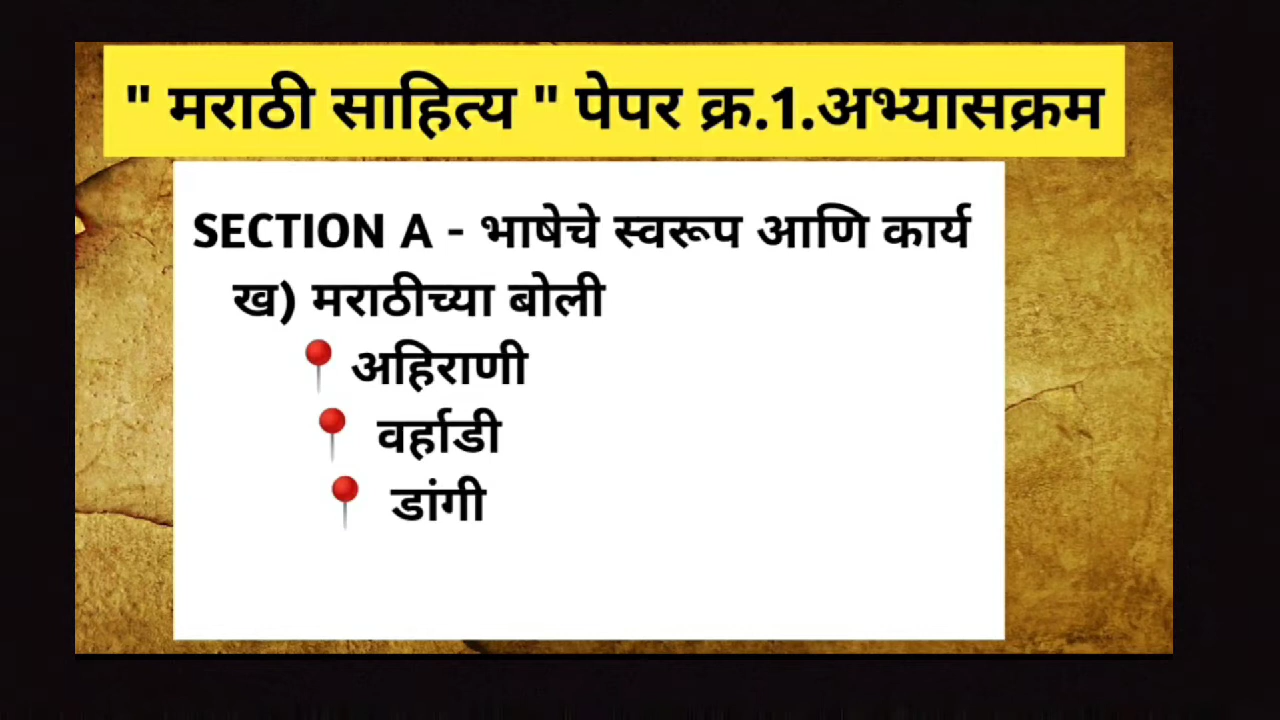 " मराठी साहित्य " पेपर क्र.1.अभ्यासक्रम
SECTION A - भाषेचे स्वरूप आणि कार्य
ख) मराठीच्या बोली
अहिराणी
वर्हाडी
डांगी